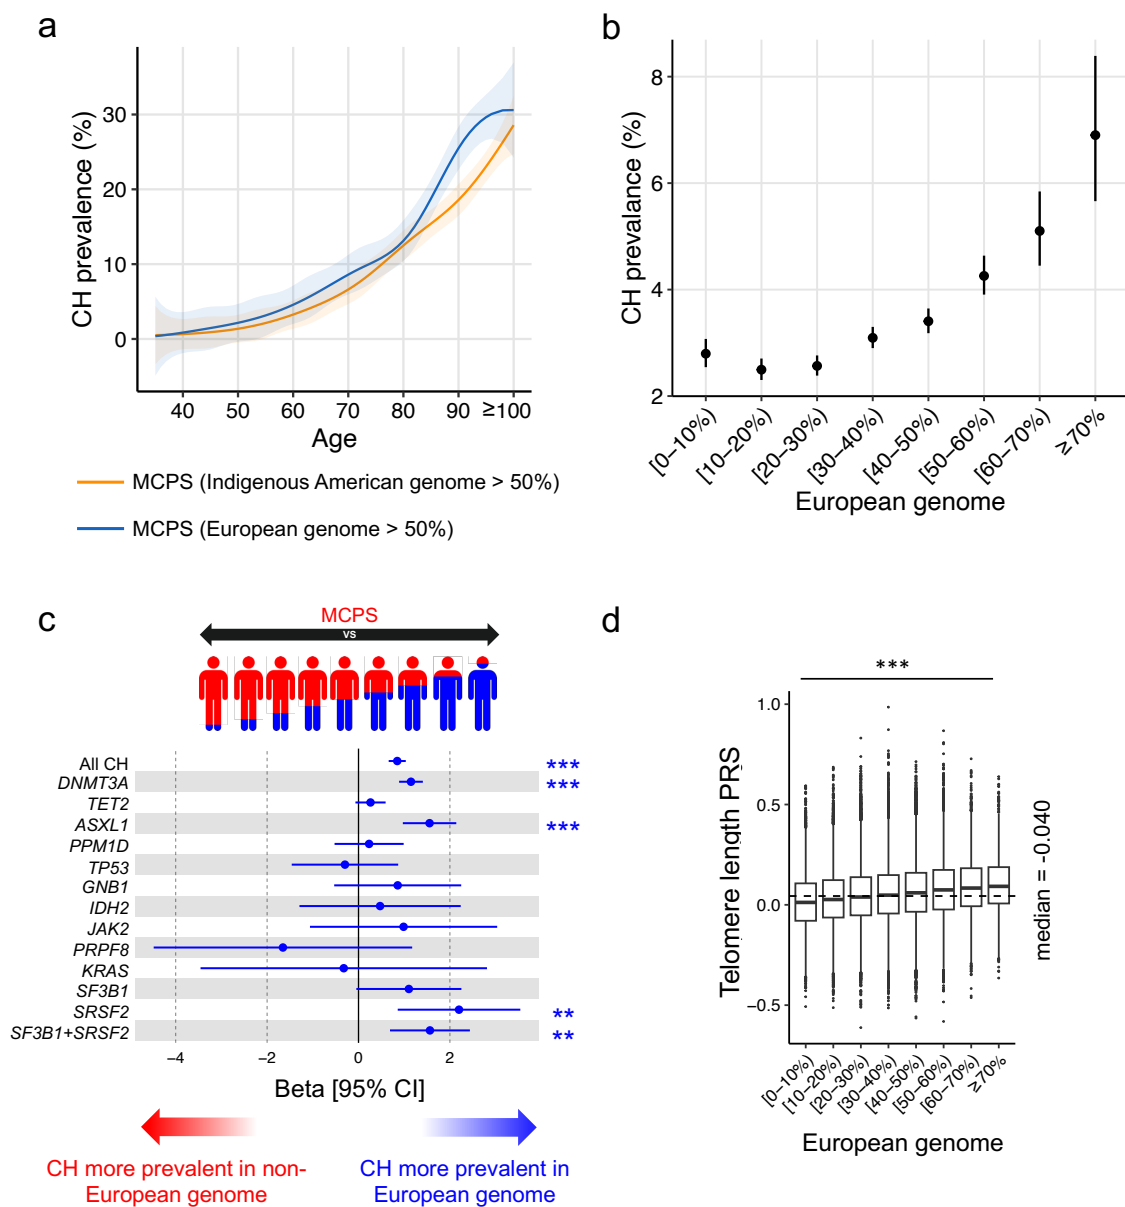 a
CH prevalence (%)
30
20
10
0
40 50 60 70 80 90 ≥100
Age
MCPS (Indigenous American genome > 50%)
MCPS (European genome > 50%)
b
CH prevalance (%)
8
6
4
2
[0–10%) [10–20%) [20–30%) [30–40%) [40–50%) [50–60%) [60–70%) ≥70%
European genome
c
MCPS
vs
All CH ***
DNMT3A ***
TET2
ASXL1 ***
PPM1D
TP53
GNB1
IDH2
JAK2
PRPF8
KRAS
SF3B1
SRSF2 **
SF3B1+SRSF2 **
−4 −2 0 2
Beta [95% CI]
CH more prevalent in non-
European genome
CH more prevalent in
European genome
d
***
Telomere length PRS
1.0
0.5
0.0
−0.5
median = -0.040
[0–10%) [10–20%) [20–30%) [30–40%) [40–50%) [50–60%) [60–70%) ≥70%
European genome